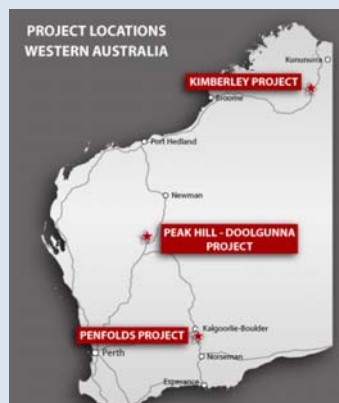 PROJECT LOCATIONS
WESTERN AUSTRALIA
Kununurra
KIMBERLEY PROJECT
Broome
Port Hedland
Newman
PEAK HILL - DOOLGUNNA
PROJECT
PENFOLDS PROJECT
Kalgoorlie-Boulder
Perth
Norseman
Esperance